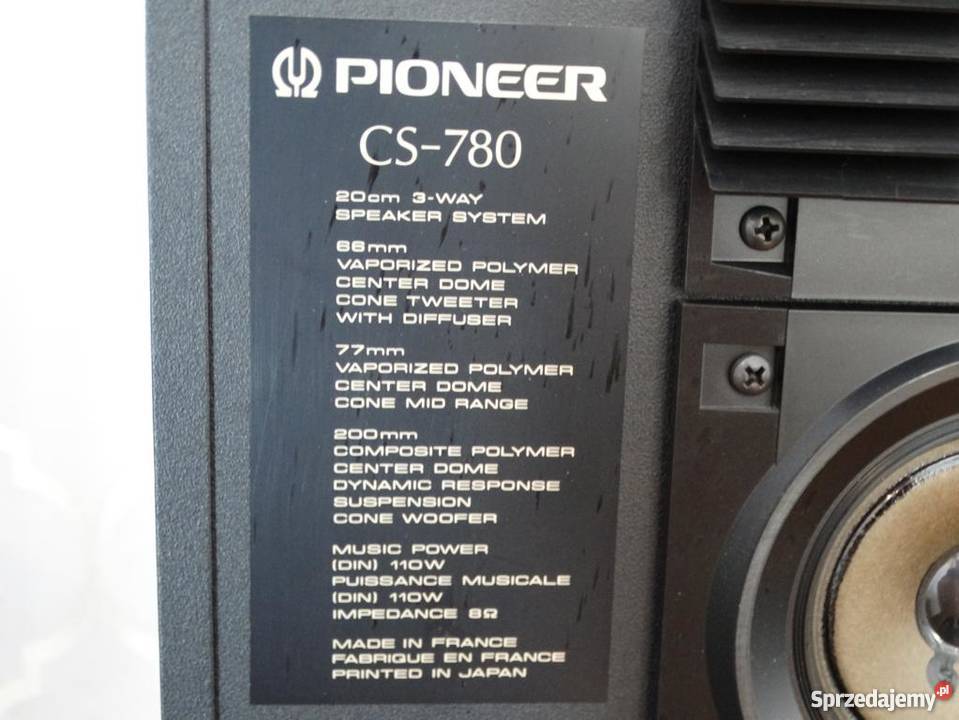 PIONEER
CS-780
20cm 3-WAY
SPEAKER SYSTEM
66mm
VAPORIZED POLYMER
CENTER DOME
CONE TWEETER
WITH DIFFUSER
77mm
VAPORIZED POLYMER
CENTER DOME
CONE MID RANGE
200mm
COMPOSITE POLYMER
CENTER DOME
DYNAMIC RESPONSE
SUSPENSION
CONE WOOFER
MUSIC POWER
(DIN) 110W
PUISSANCE MUSICALE
(DIN) 110W
IMPEDANCE 8Ω
MADE IN FRANCE
FABRIQUE EN FRANCE
PRINTED IN JAPAN
Sprzedajemy.pl